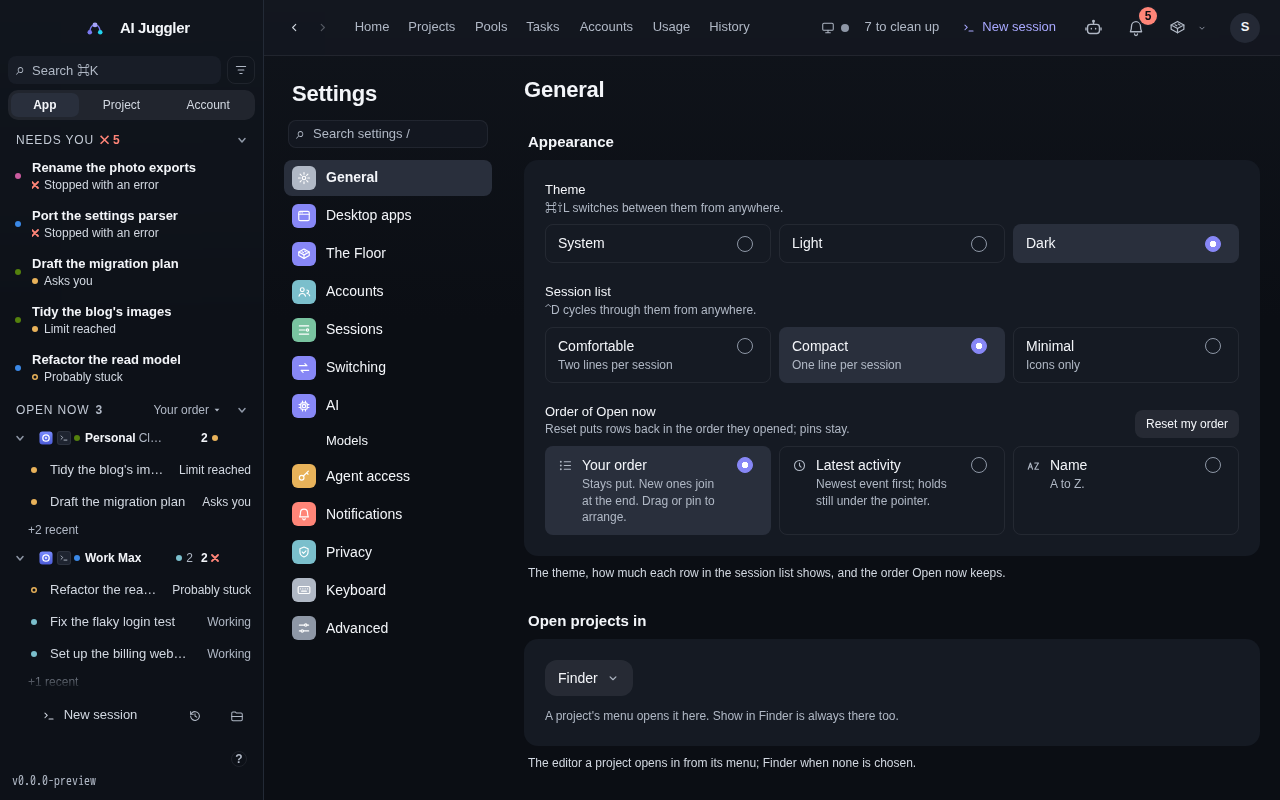 AI Juggler
Search ⌘K
App Project Account
NEEDS YOU 5
Rename the photo exports
Stopped with an error
Port the settings parser
Stopped with an error
Draft the migration plan
Asks you
Tidy the blog's images
Limit reached
Refactor the read model
Probably stuck
OPEN NOW 3 Your order
Personal Cl… 2
Tidy the blog's im… Limit reached
Draft the migration plan Asks you
+2 recent
Work Max 2 2
Refactor the rea… Probably stuck
Fix the flaky login test Working
Set up the billing web… Working
+1 recent
New session
?
v0.0.0-preview
Home Projects Pools Tasks Accounts Usage History
7 to clean up
New session
5
S
Settings
Search settings /
General
Desktop apps
The Floor
Accounts
Sessions
Switching
AI
Models
Agent access
Notifications
Privacy
Keyboard
Advanced
General
Appearance
Theme
⌘⇧L switches between them from anywhere.
System Light Dark
Session list
^D cycles through them from anywhere.
Comfortable
Two lines per session
Compact
One line per session
Minimal
Icons only
Order of Open now
Reset puts rows back in the order they opened; pins stay.
Reset my order
Your order
Stays put. New ones join
at the end. Drag or pin to
arrange.
Latest activity
Newest event first; holds
still under the pointer.
AZ Name
A to Z.
The theme, how much each row in the session list shows, and the order Open now keeps.
Open projects in
Finder
A project's menu opens it here. Show in Finder is always there too.
The editor a project opens in from its menu; Finder when none is chosen.